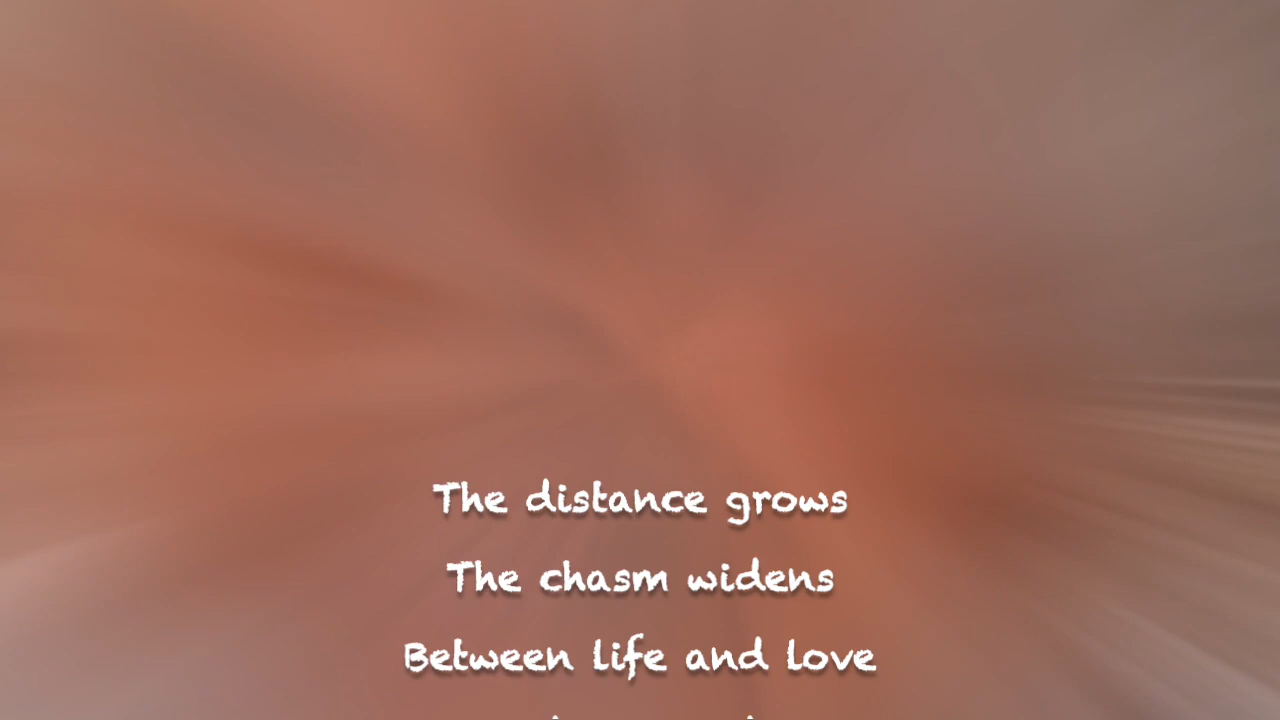 The distance grows
The chasm widens
Between life and love